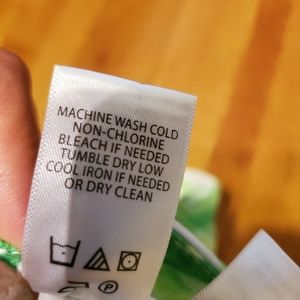 MACHINE WASH COLD
NON-CHLORINE
BLEACH IF NEEDED
TUMBLE DRY LOW
COOL IRON IF NEEDED
OR DRY CLEAN